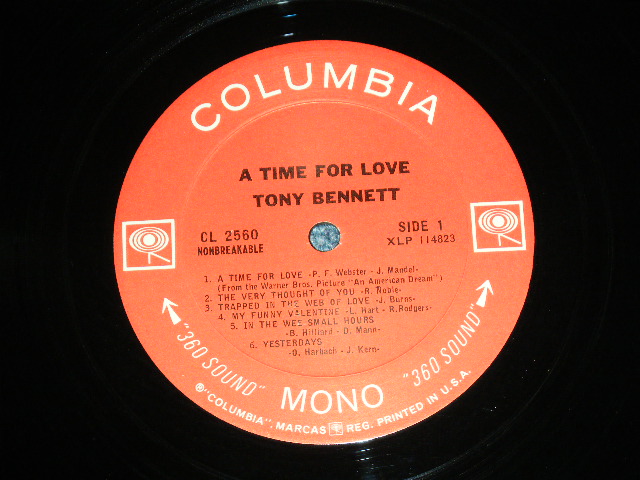 COLUMBIA
A TIME FOR LOVE
TONY BENNETT
CL 2560
NONBREAKABLE
SIDE 1
XLP 114823
1. A TIME FOR LOVE -P. F. Webster - J. Mandel-
(From the Warner Bros. Picture "An American Dream")
2. THE VERY THOUGHT OF YOU -R. Noble-
3. TRAPPED IN THE WEB OF LOVE -J. Burns-
4. MY FUNNY VALENTINE -L. Hart - R. Rodgers-
5. IN THE WEE SMALL HOURS
-B. Hilliard - D. Mann-
6. YESTERDAYS
-O. Harbach - J. Kern-
"360 SOUND" MONO "360 SOUND"
® "COLUMBIA", MARCAS REG. PRINTED IN U.S.A.